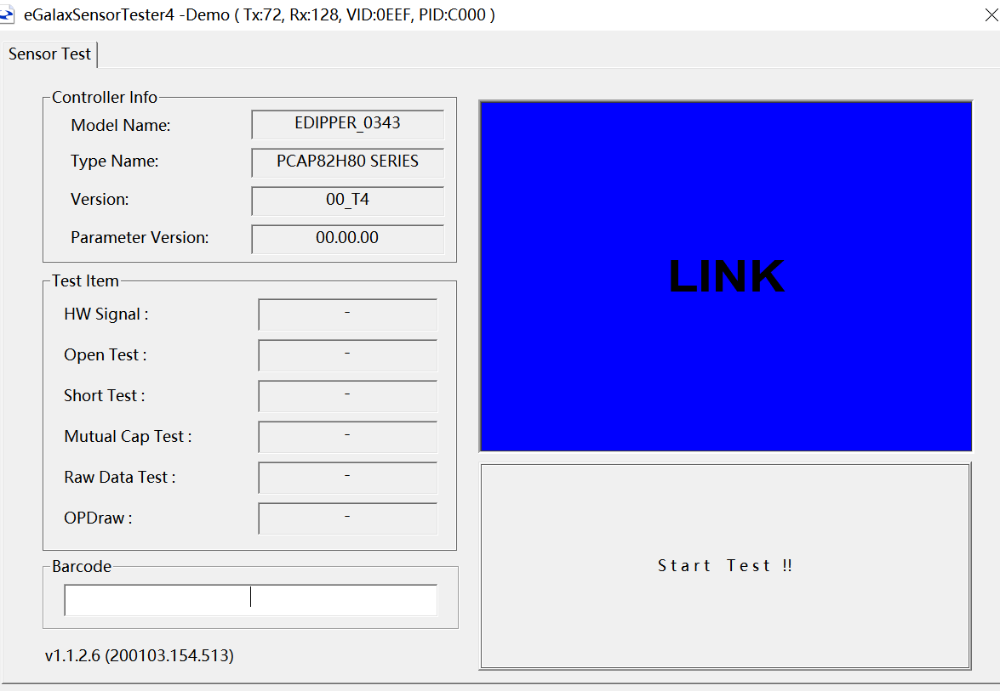 eGalaxSensorTester4 -Demo ( Tx:72, Rx:128, VID:0EEF, PID:C000 )
Sensor Test
Controller Info
Model Name: EDIPPER_0343
Type Name: PCAP82H80 SERIES
Version: 00_T4
Parameter Version: 00.00.00
LINK
Test Item
HW Signal : -
Open Test : -
Short Test : -
Mutual Cap Test : -
Raw Data Test : -
OPDraw : -
Start Test !!
Barcode
v1.1.2.6 (200103.154.513)